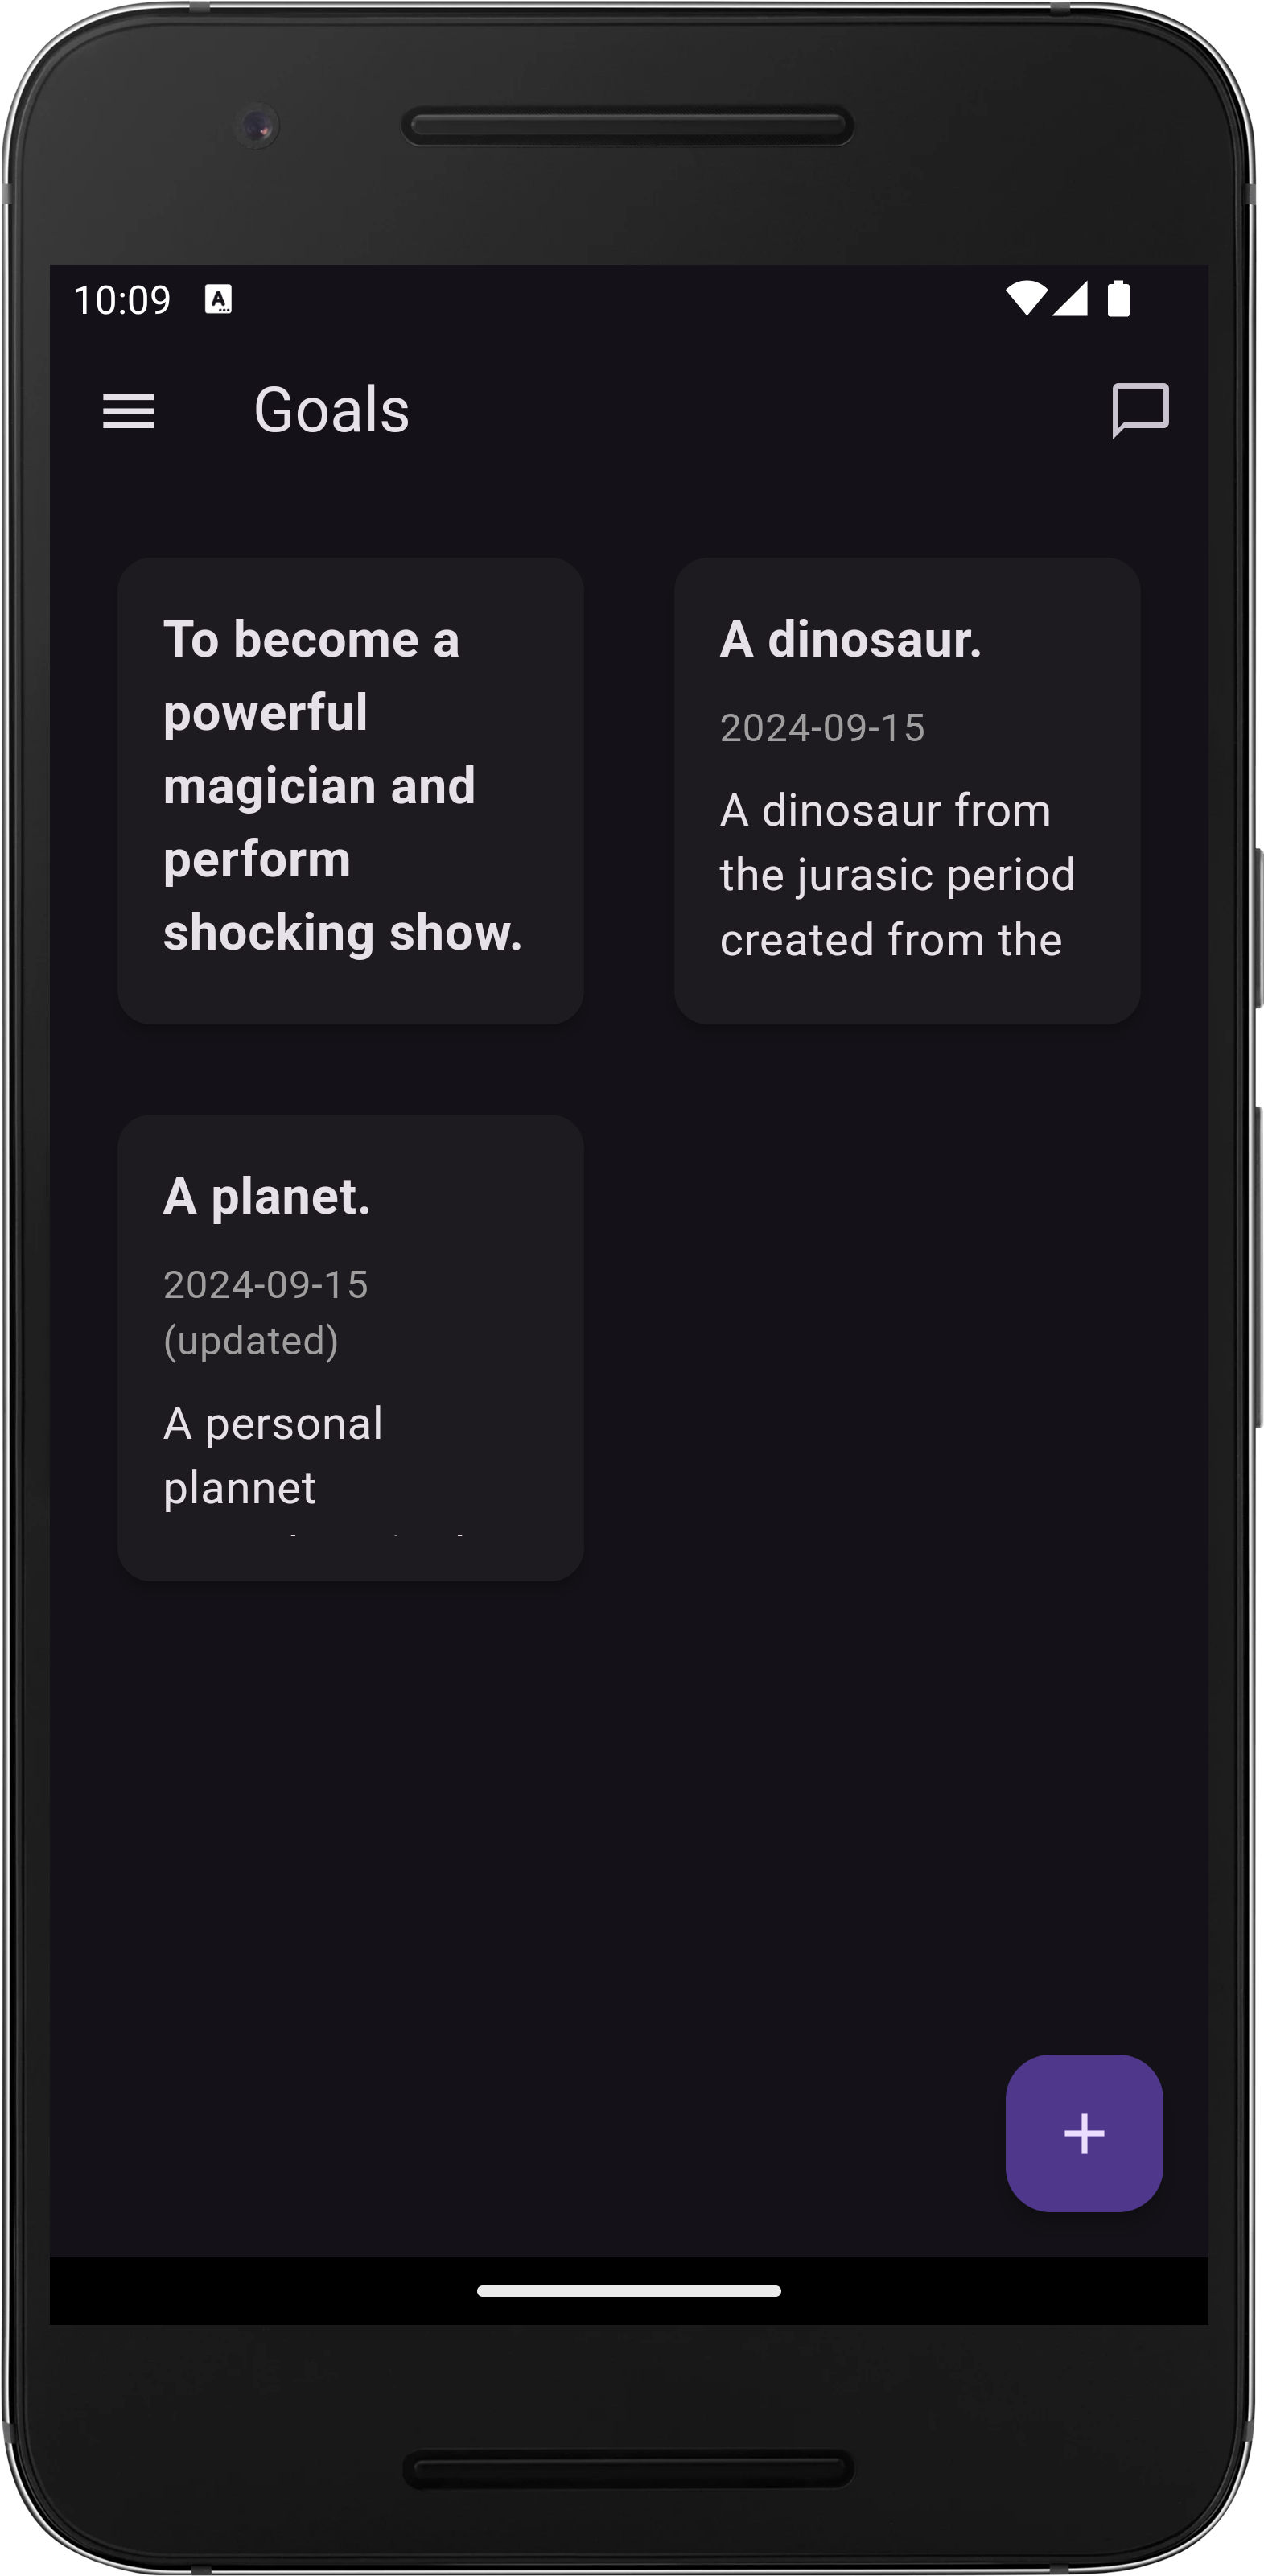 10:09
Goals
To become a
powerful
magician and
perform
shocking show.
A dinosaur.
2024-09-15
A dinosaur from
the jurasic period
created from the
A planet.
2024-09-15
(updated)
A personal
plannet